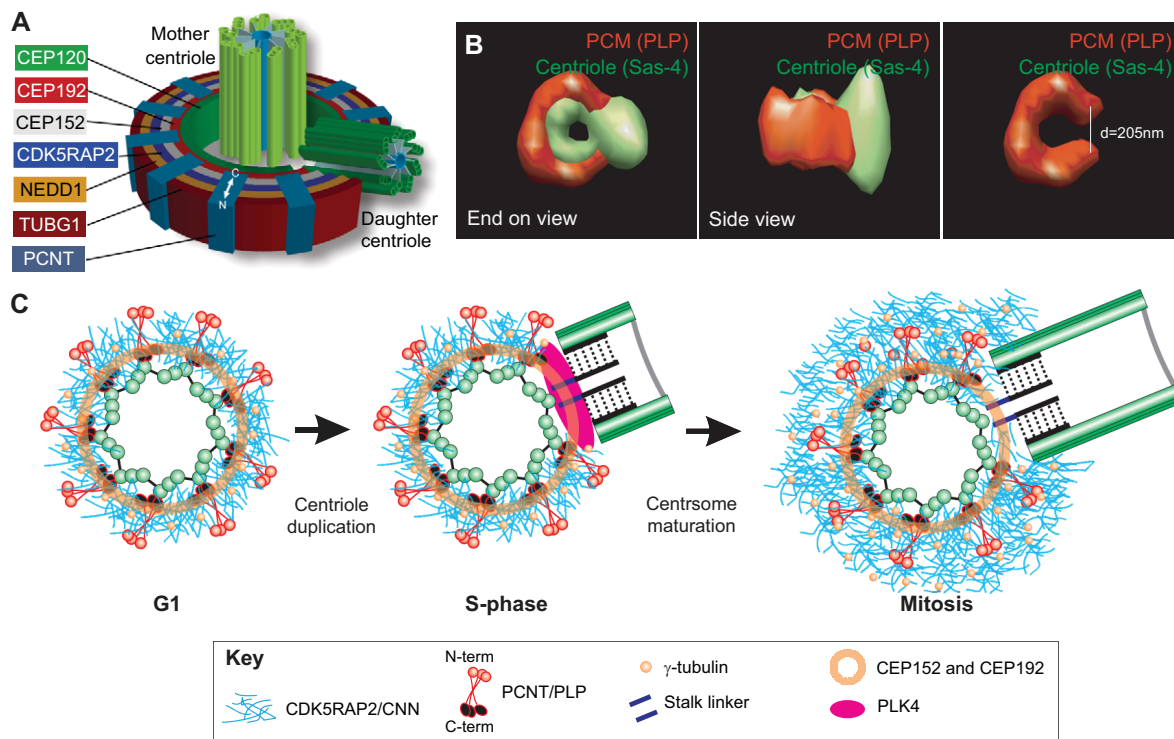 A
Mother
centriole
CEP120
CEP192
CEP152
CDK5RAP2
NEDD1
TUBG1
PCNT
C
N
Daughter
centriole
B
PCM (PLP)
Centriole (Sas-4)
End on view
PCM (PLP)
Centriole (Sas-4)
Side view
PCM (PLP)
Centriole (Sas-4)
d=205nm
C
Centriole
duplication
Centrsome
maturation
G1
S-phase
Mitosis
Key
CDK5RAP2/CNN
N-term
PCNT/PLP
C-term
γ-tubulin
Stalk linker
CEP152 and CEP192
PLK4